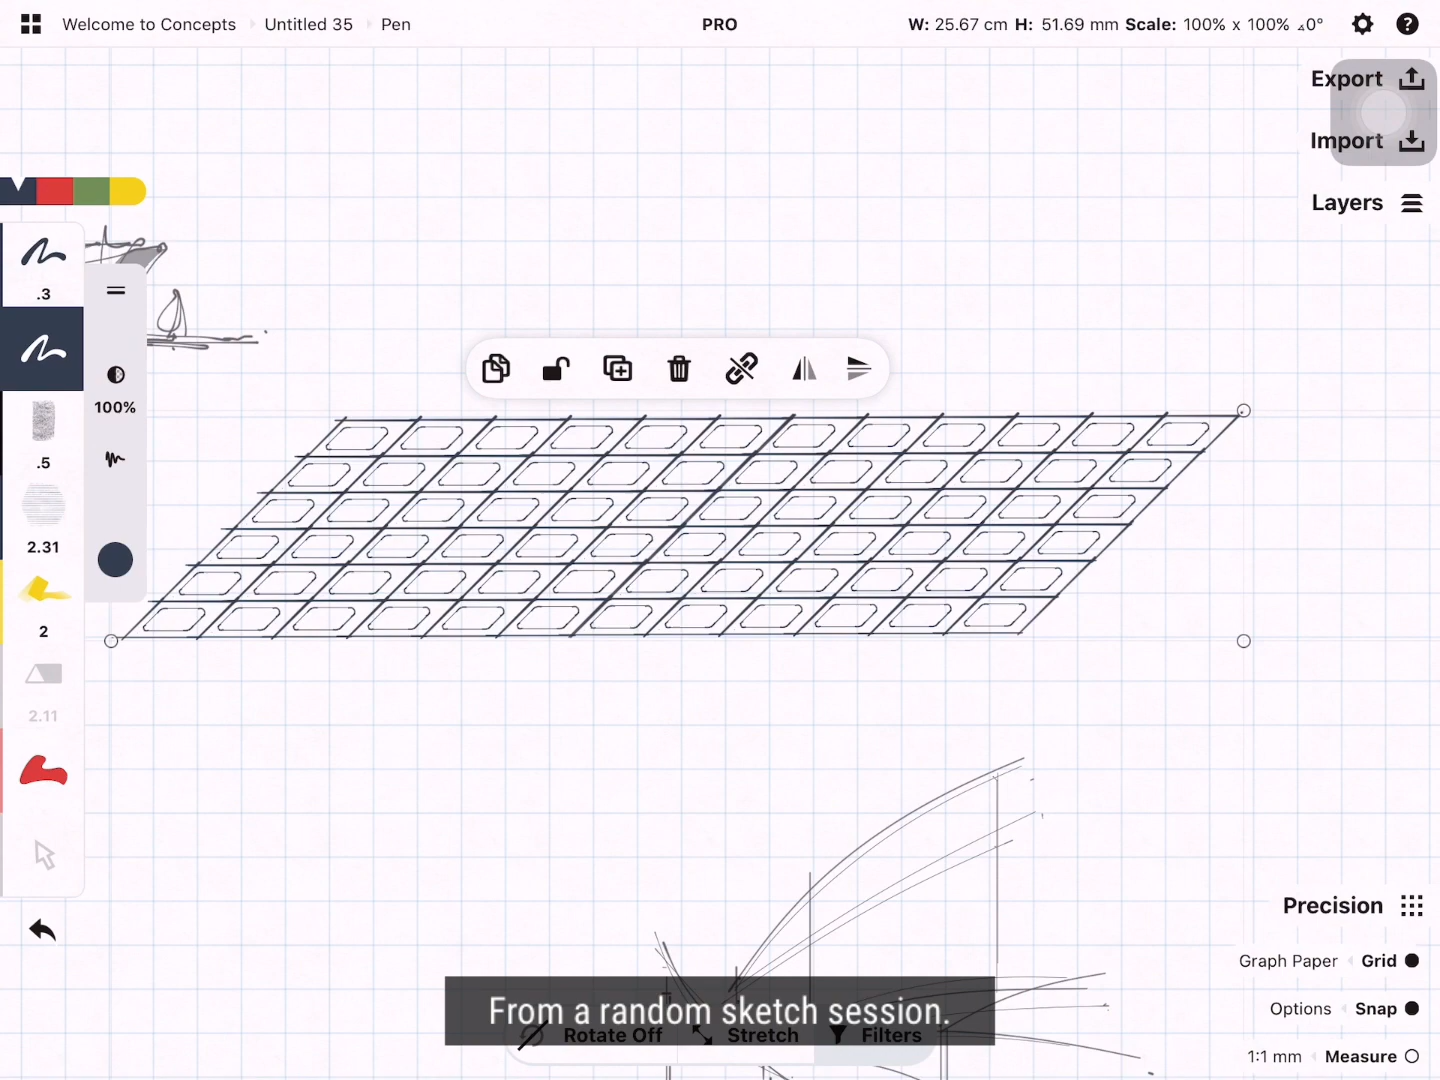 Welcome to Concepts Untitled 35 Pen
PRO
W: 25.67 cm H: 51.69 mm Scale: 100% x 100% ⊿0°
Export
Import
Layers
.3
100%
.5
2.31
2
2.11
Precision
Graph Paper Grid
Options Snap
1:1 mm Measure
From a random sketch session.
Rotate Off Stretch Filters